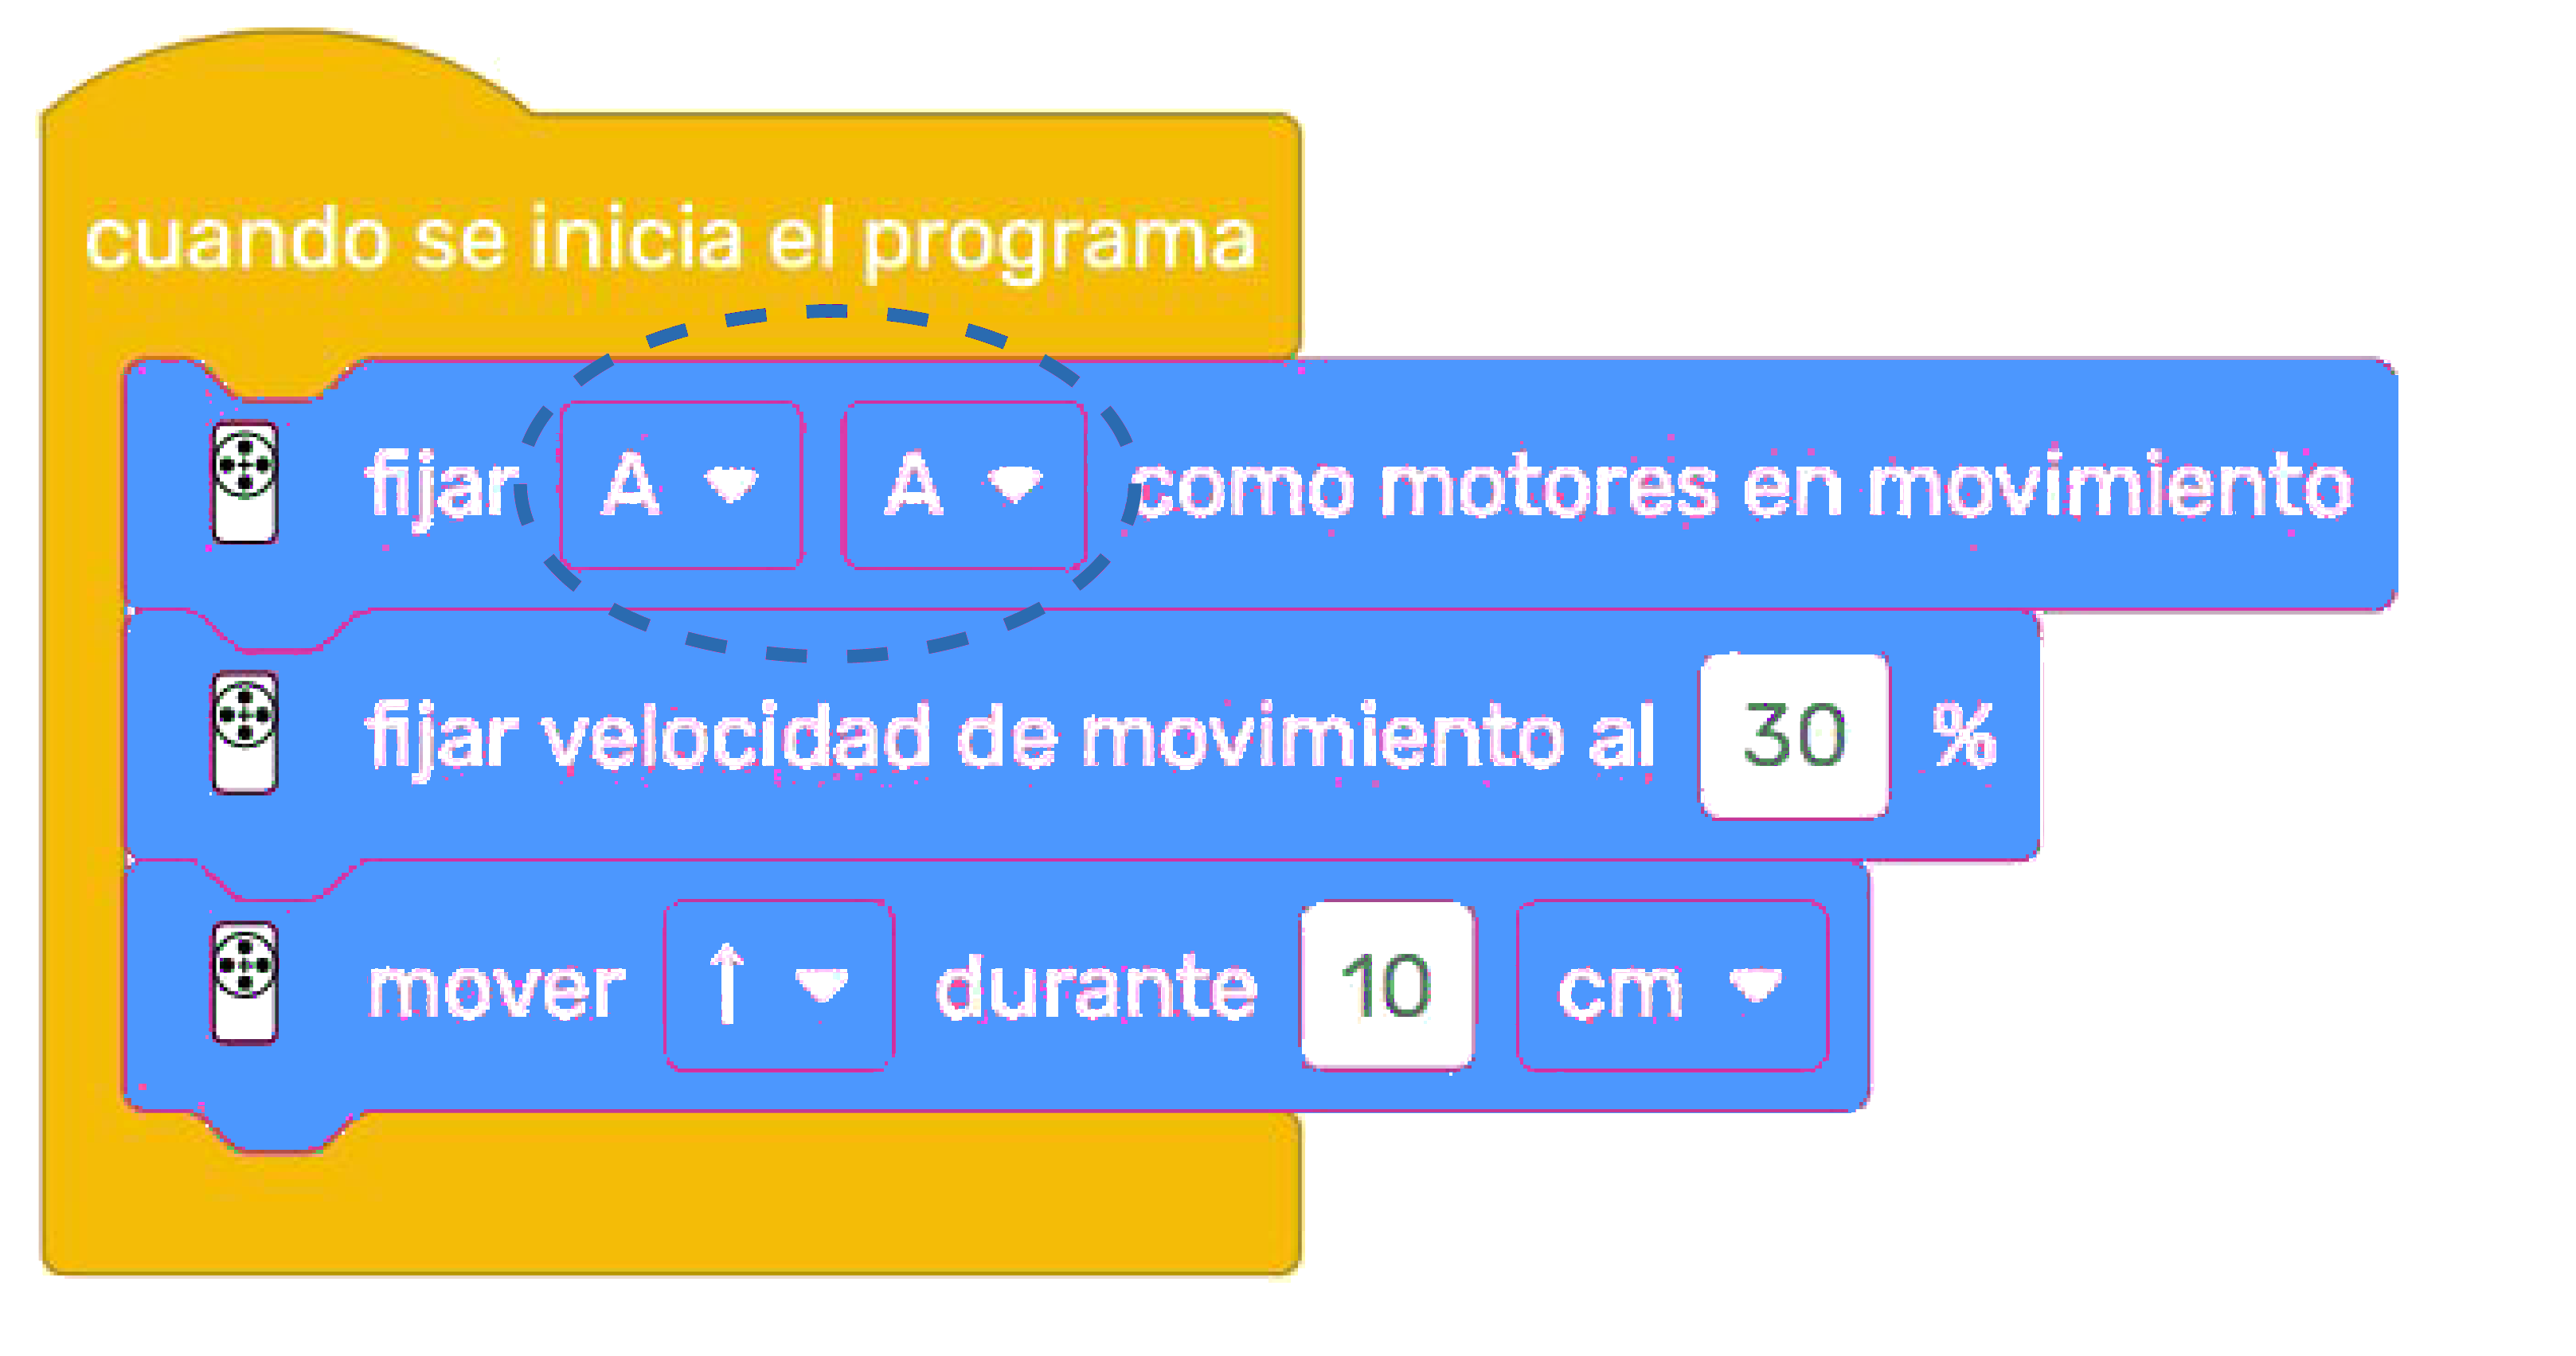 cuando se inicia el programa
fijar A A como motores en movimiento
fijar velocidad de movimiento al 30 %
mover ↑ durante 10 cm